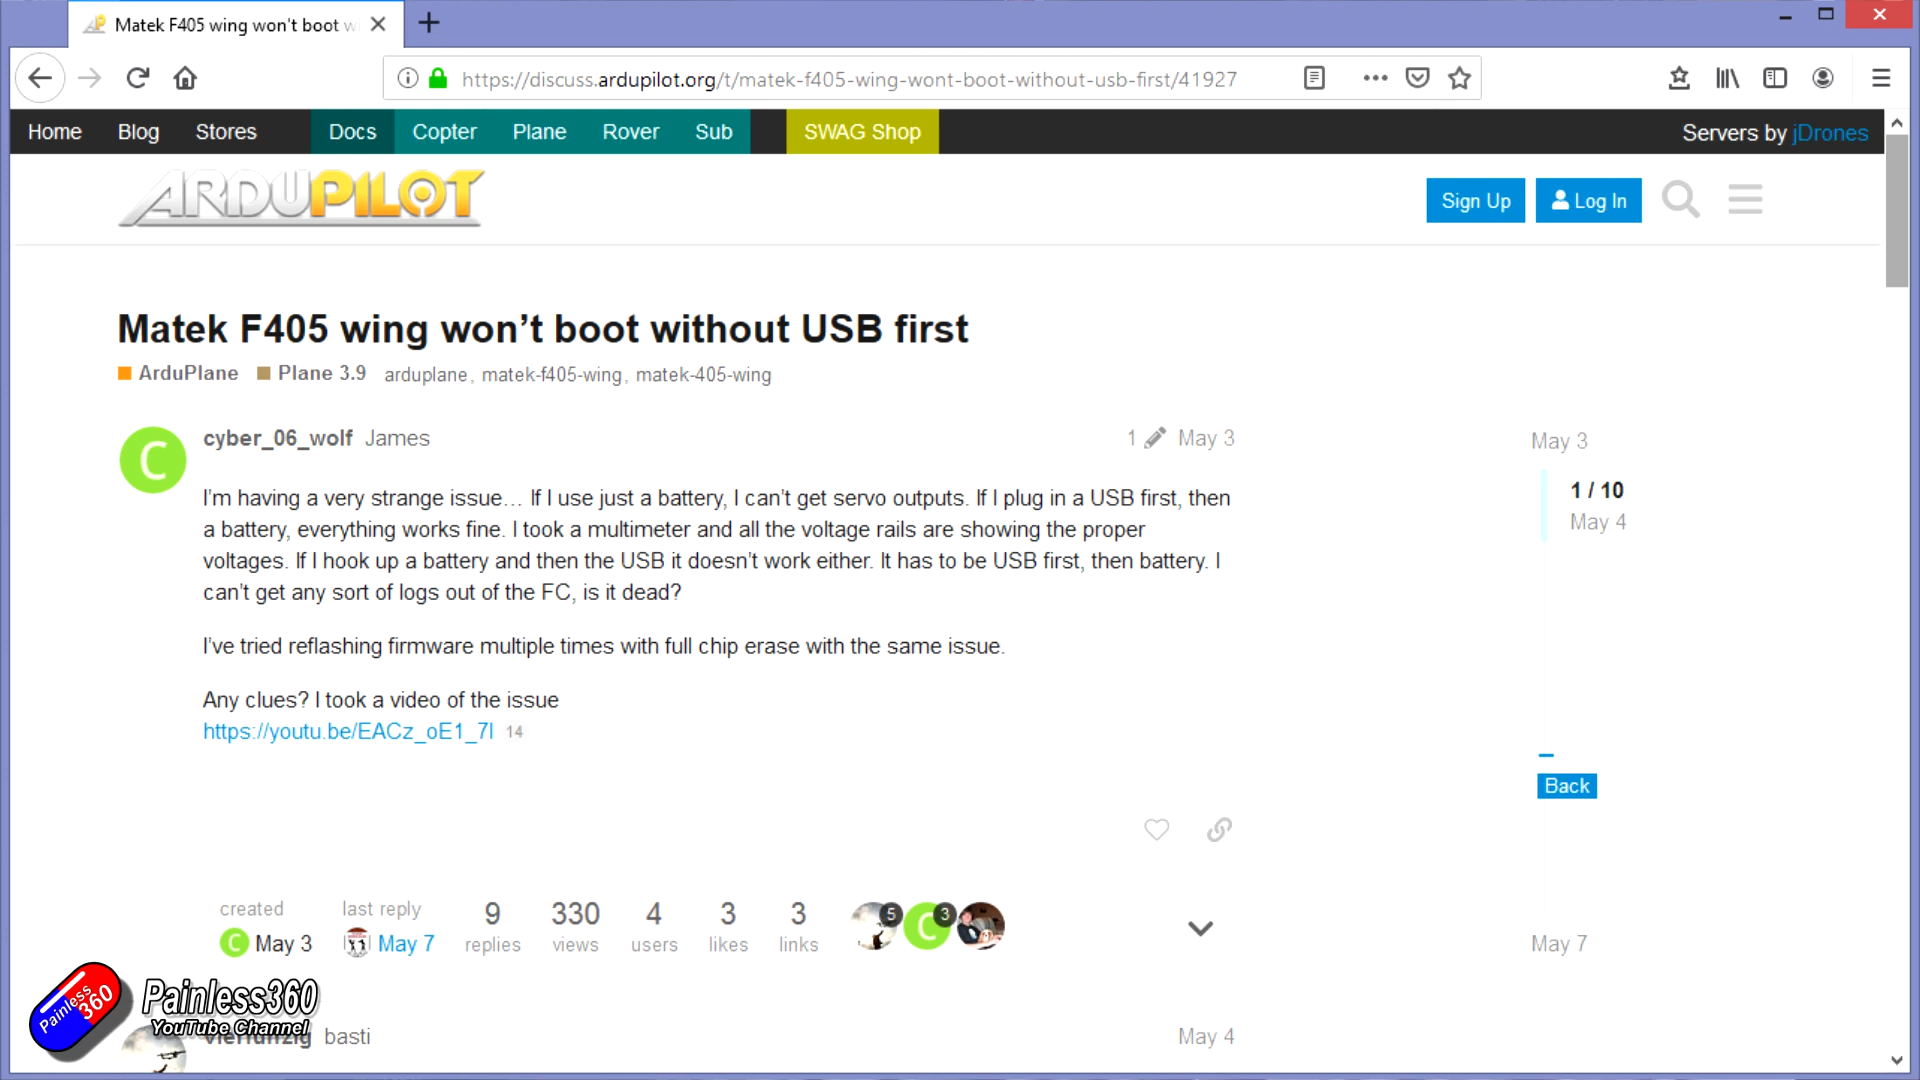 Matek F405 wing won't boot w
https://discuss.ardupilot.org/t/matek-f405-wing-wont-boot-without-usb-first/41927
Home Blog Stores Docs Copter Plane Rover Sub SWAG Shop Servers by jDrones
ARDUPILOT
Sign Up Log In
Matek F405 wing won’t boot without USB first
ArduPlane Plane 3.9 arduplane, matek-f405-wing, matek-405-wing
C cyber_06_wolf James 1 May 3
May 3
I’m having a very strange issue… If I use just a battery, I can’t get servo outputs. If I plug in a USB first, then
a battery, everything works fine. I took a multimeter and all the voltage rails are showing the proper
voltages. If I hook up a battery and then the USB it doesn’t work either. It has to be USB first, then battery. I
can’t get any sort of logs out of the FC, is it dead?
1 / 10
May 4
I’ve tried reflashing firmware multiple times with full chip erase with the same issue.
Any clues? I took a video of the issue
https://youtu.be/EACz_oE1_7I 14
Back
created last reply 9 330 4 3 3 5 C 3
C May 3 May 7 replies views users likes links
May 7
Painless360 Painless360
YouTube Channel
vierfuffzig basti May 4